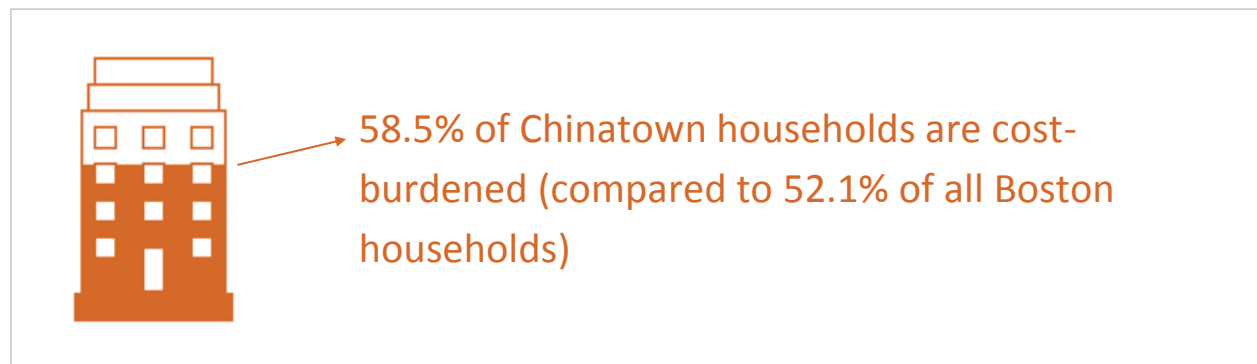 58.5% of Chinatown households are cost-
burdened (compared to 52.1% of all Boston
households)